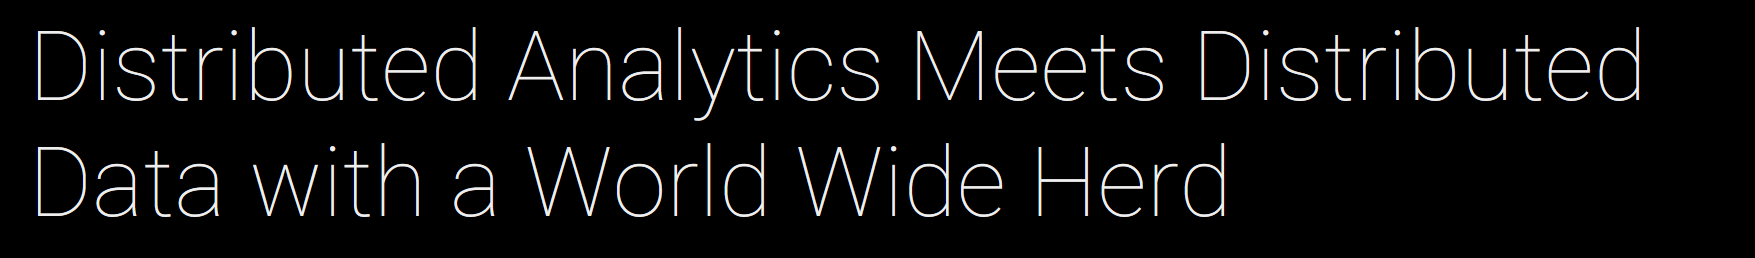 Distributed Analytics Meets Distributed
Data with a World Wide Herd